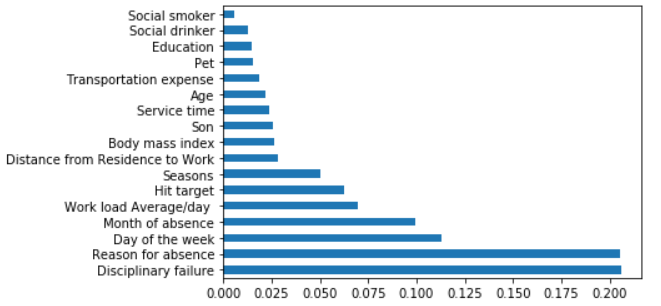 Social smoker
Social drinker
Education
Pet
Transportation expense
Age
Service time
Son
Body mass index
Distance from Residence to Work
Seasons
Hit target
Work load Average/day
Month of absence
Day of the week
Reason for absence
Disciplinary failure
0.000 0.025 0.050 0.075 0.100 0.125 0.150 0.175 0.200